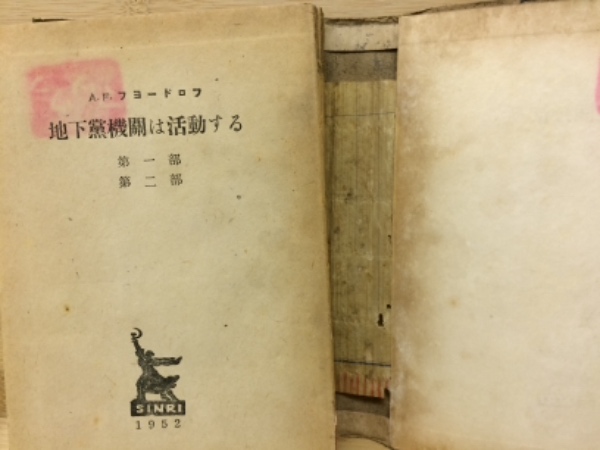 A.F. フヨードロフ
地下黨機關は活動する
第一部
第二部
SINRI
1952